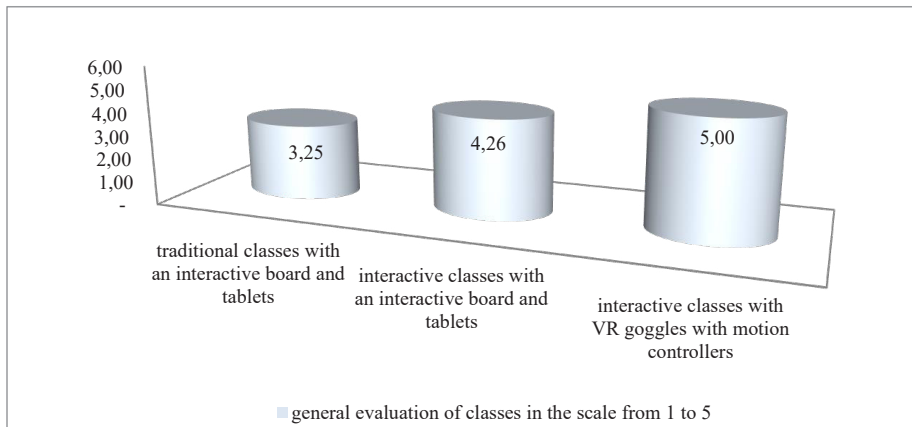 6,00
5,00
4,00
3,00
2,00
1,00
-
3,25
4,26
5,00
traditional classes with
an interactive board and
tablets
interactive classes with
an interactive board and
tablets
interactive classes with
VR goggles with motion
controllers
general evaluation of classes in the scale from 1 to 5